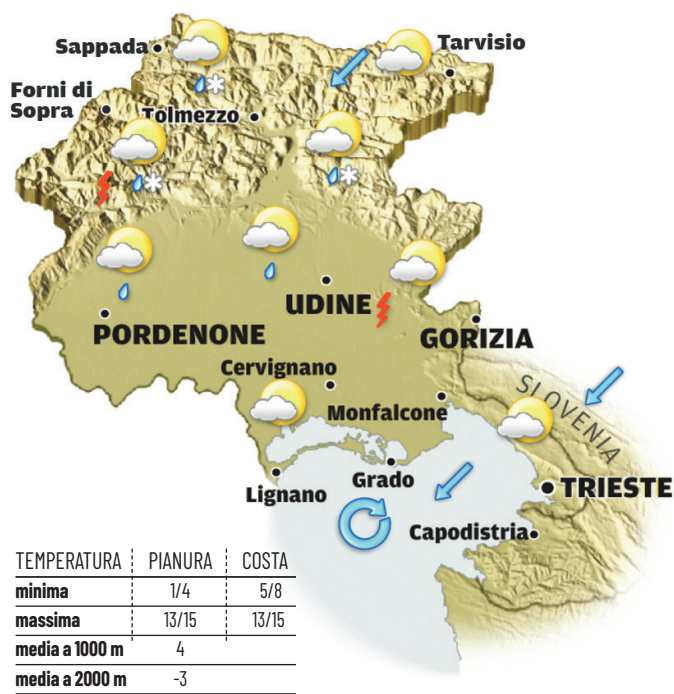 Sappada
Tarvisio
Forni di
Sopra
Tolmezzo
UDINE
PORDENONE
GORIZIA
Cervignano
SLOVENIA
Monfalcone
Grado
Lignano
TRIESTE
Capodistria
TEMPERATURA PIANURA COSTA
minima 1/4 5/8
massima 13/15 13/15
media a 1000 m 4
media a 2000 m -3